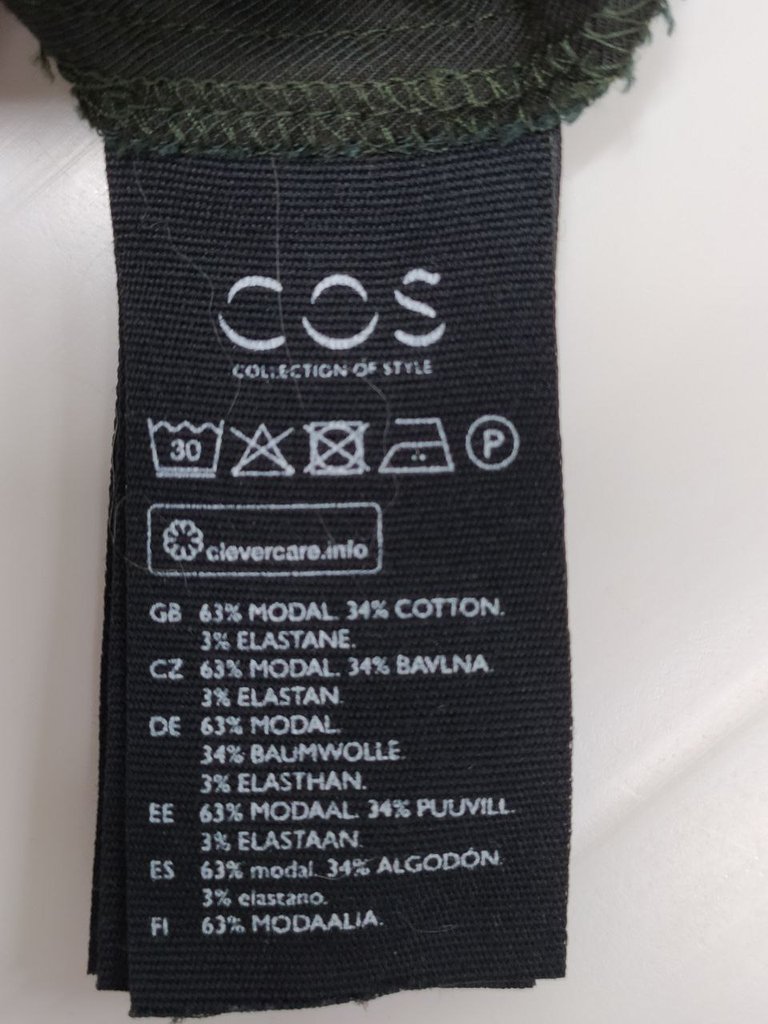 COS
COLLECTION OF STYLE
30 P
clevercare.info
GB 63% MODAL. 34% COTTON.
3% ELASTANE.
CZ 63% MODAL. 34% BAVLNA.
3% ELASTAN.
DE 63% MODAL.
34% BAUMWOLLE.
3% ELASTHAN.
EE 63% MODAAL. 34% PUUVILL.
3% ELASTAAN.
ES 63% modal. 34% ALGODÓN.
3% elastano.
FI 63% MODAALIA.